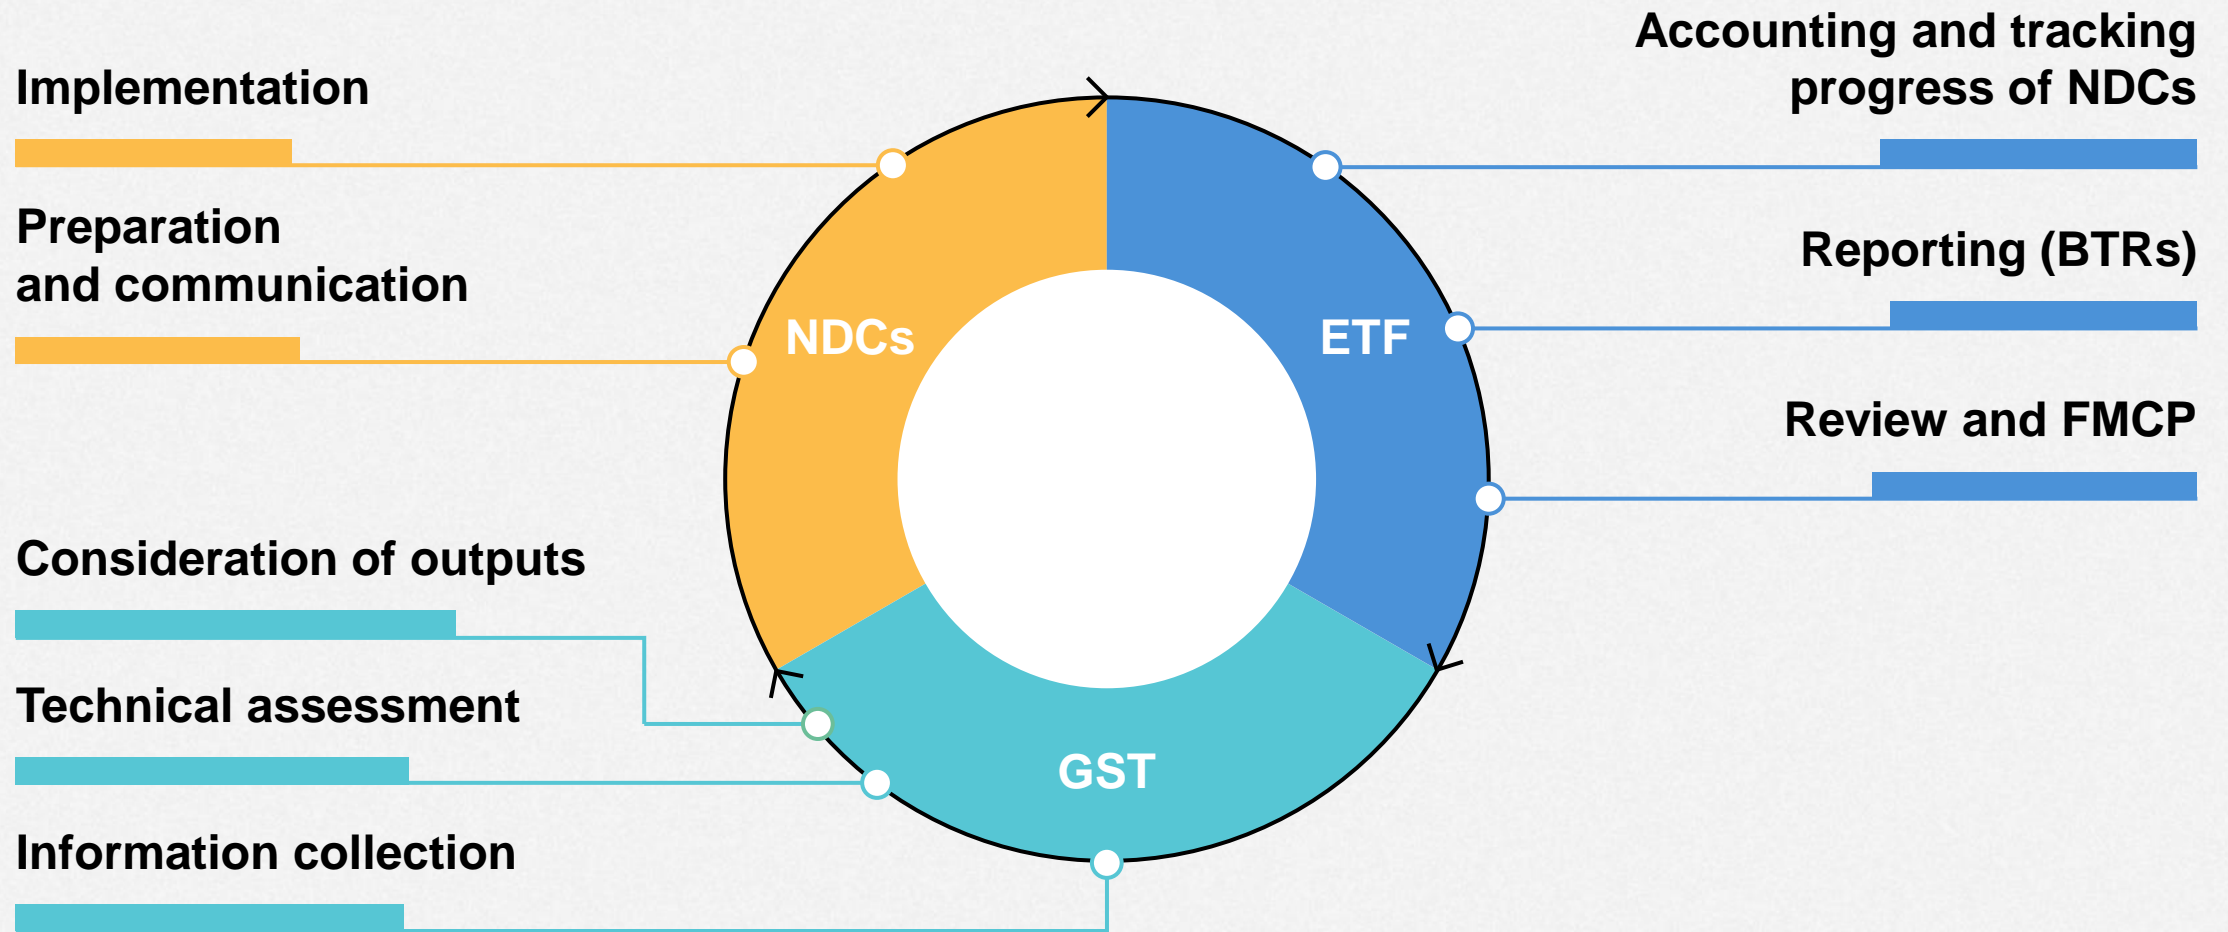 Implementation
Preparation
and communication
Consideration of outputs
Technical assessment
Information collection
NDCs
ETF
GST
Accounting and tracking
progress of NDCs
Reporting (BTRs)
Review and FMCP